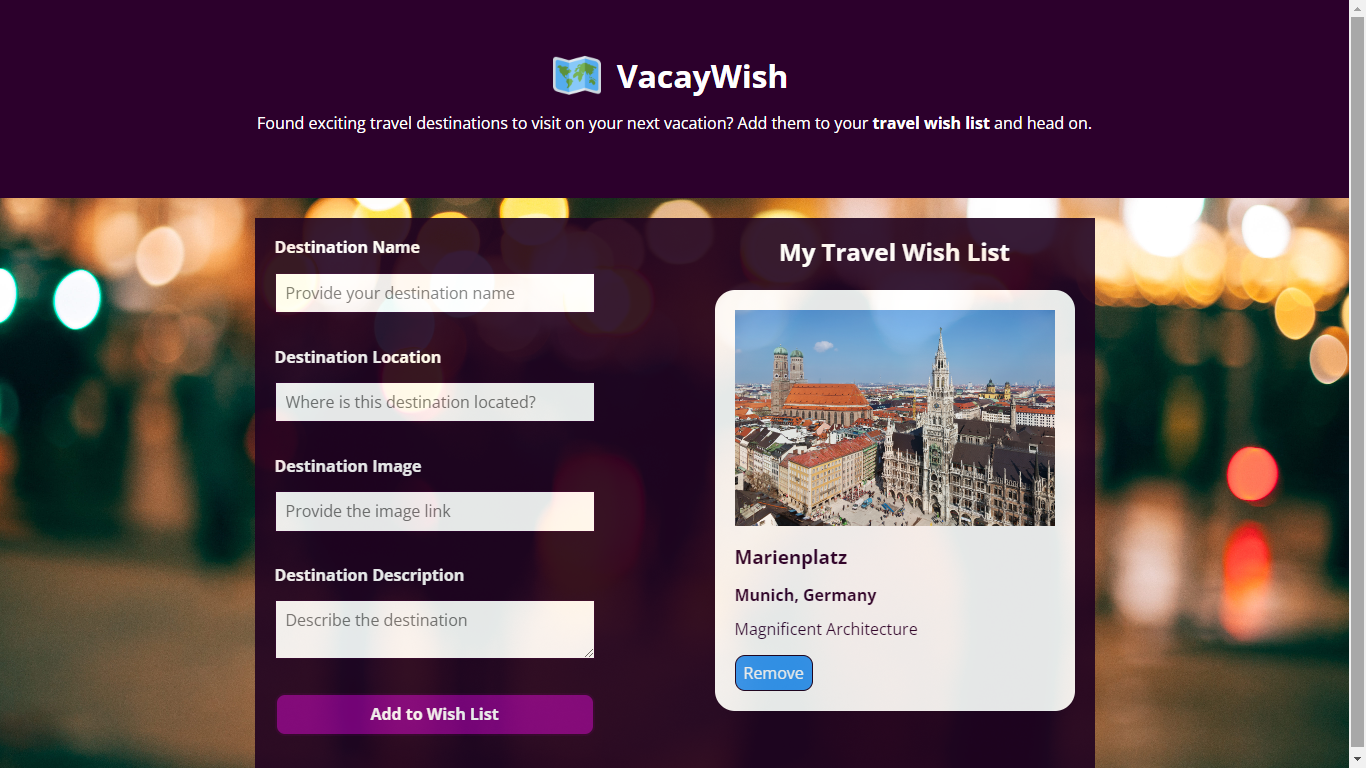 VacayWish
Found exciting travel destinations to visit on your next vacation? Add them to your travel wish list and head on.
Destination Name
Provide your destination name
Destination Location
Where is this destination located?
Destination Image
Provide the image link
Destination Description
Describe the destination
Add to Wish List
My Travel Wish List
Marienplatz
Munich, Germany
Magnificent Architecture
Remove